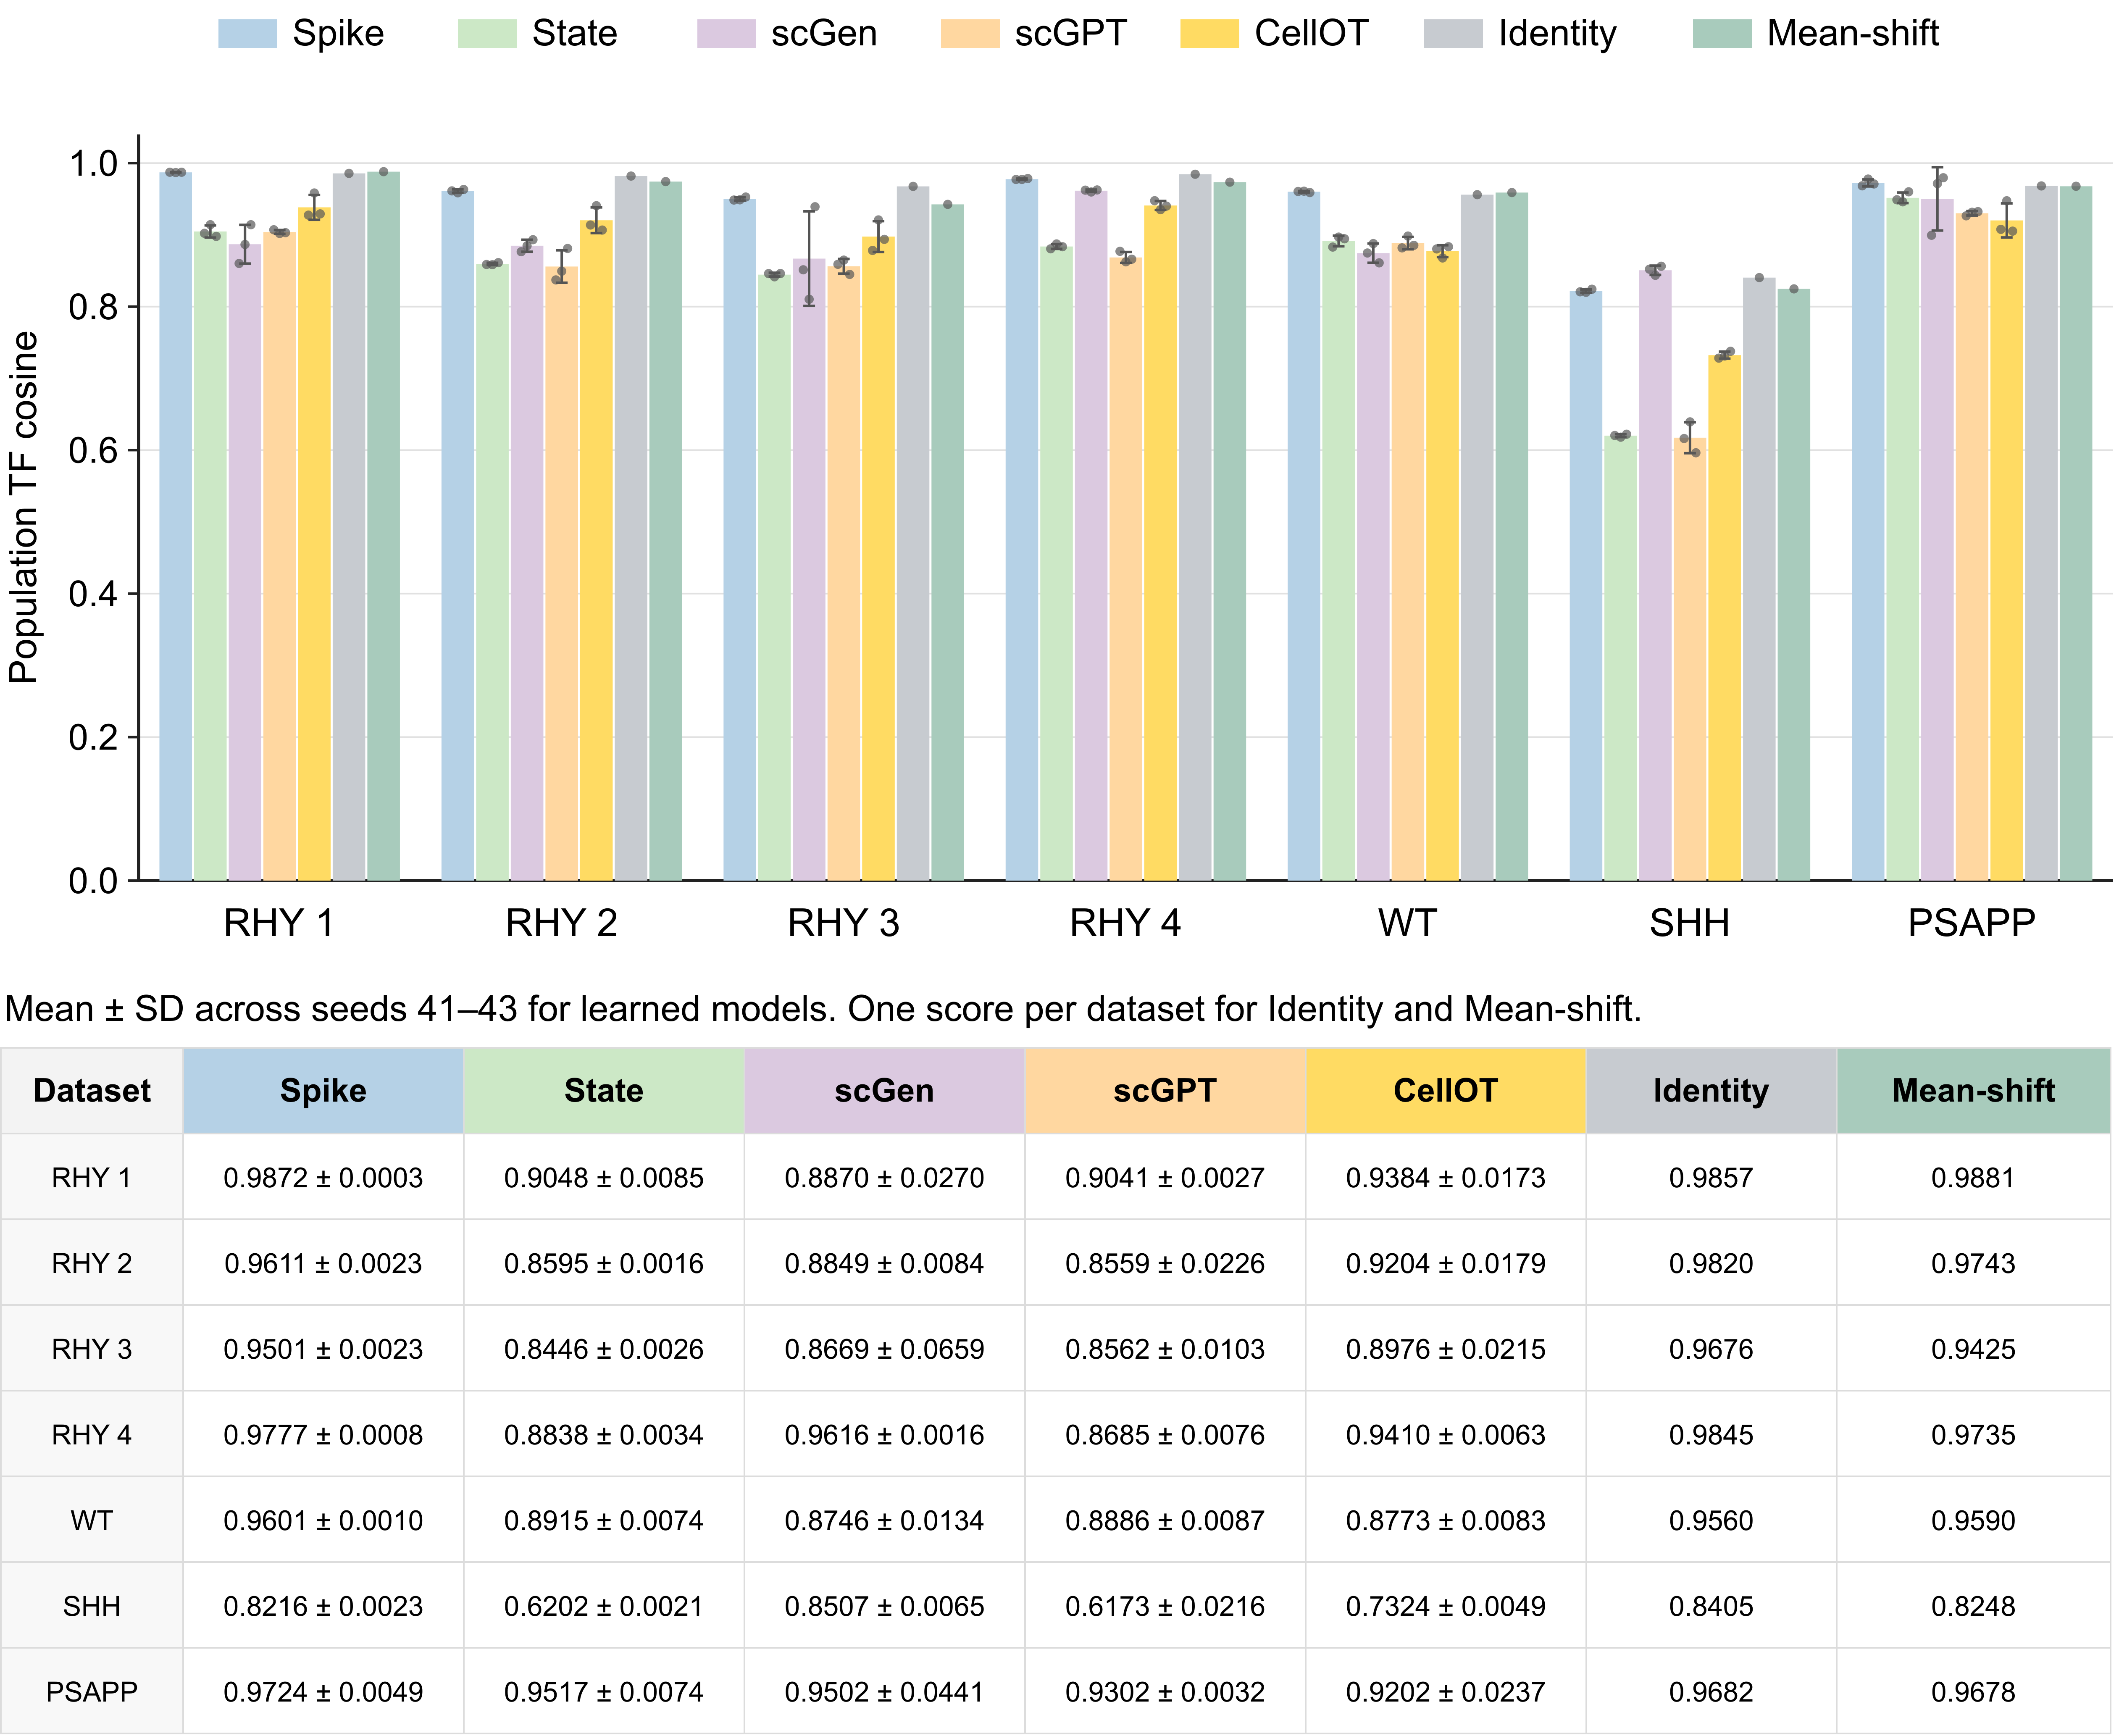 Spike State scGen scGPT CellOT Identity Mean-shift
Population TF cosine
1.0
0.8
0.6
0.4
0.2
0.0
RHY 1 RHY 2 RHY 3 RHY 4 WT SHH PSAPP
Mean ± SD across seeds 41–43 for learned models. One score per dataset for Identity and Mean-shift.
Dataset Spike State scGen scGPT CellOT Identity Mean-shift
RHY 1 0.9872 ± 0.0003 0.9048 ± 0.0085 0.8870 ± 0.0270 0.9041 ± 0.0027 0.9384 ± 0.0173 0.9857 0.9881
RHY 2 0.9611 ± 0.0023 0.8595 ± 0.0016 0.8849 ± 0.0084 0.8559 ± 0.0226 0.9204 ± 0.0179 0.9820 0.9743
RHY 3 0.9501 ± 0.0023 0.8446 ± 0.0026 0.8669 ± 0.0659 0.8562 ± 0.0103 0.8976 ± 0.0215 0.9676 0.9425
RHY 4 0.9777 ± 0.0008 0.8838 ± 0.0034 0.9616 ± 0.0016 0.8685 ± 0.0076 0.9410 ± 0.0063 0.9845 0.9735
WT 0.9601 ± 0.0010 0.8915 ± 0.0074 0.8746 ± 0.0134 0.8886 ± 0.0087 0.8773 ± 0.0083 0.9560 0.9590
SHH 0.8216 ± 0.0023 0.6202 ± 0.0021 0.8507 ± 0.0065 0.6173 ± 0.0216 0.7324 ± 0.0049 0.8405 0.8248
PSAPP 0.9724 ± 0.0049 0.9517 ± 0.0074 0.9502 ± 0.0441 0.9302 ± 0.0032 0.9202 ± 0.0237 0.9682 0.9678